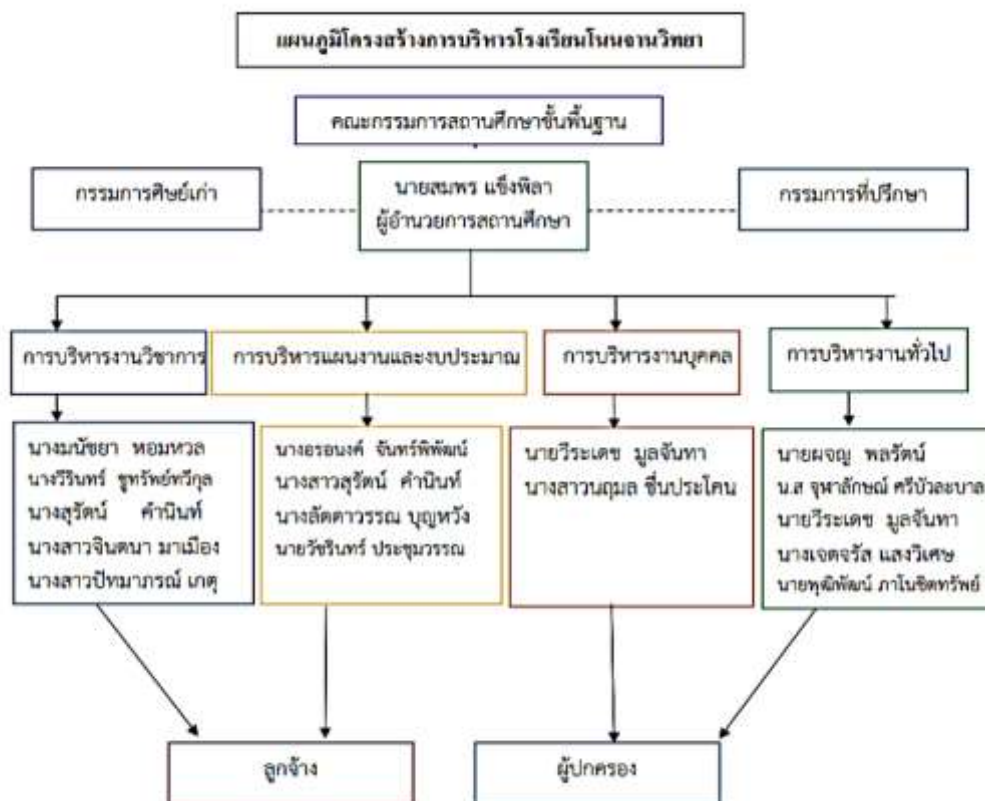 แผนภูมิโครงสร้างการบริหารโรงเรียนโนนจานวิทยา
คณะกรรมการสถานศึกษาขั้นพื้นฐาน
กรรมการศิษย์เก่า
นายสมพร แข็งพิลา
ผู้อำนวยการสถานศึกษา
กรรมการที่ปรึกษา
การบริหารงานวิชาการ
การบริหารแผนงานและงบประมาณ
การบริหารงานบุคคล
การบริหารงานทั่วไป
นางมนัชยา หอมหวล
นางวีรินทร์ ชูทรัพย์ทวีกุล
นางสุรัตน์ คำนินท์
นางสาวจินตนา มาเมือง
นางสาวปัทมาภรณ์ เกตุ
นางอรอนงค์ จันทร์พิพัฒน์
นางสาวสุรัตน์ คำนินท์
นางลัดดาวรรณ บุญหวัง
นายวัชรินทร์ ประชุมวรรณ
นายวีระเดช มูลจันทา
นางสาวนฤมล ชื่นประโคน
นายผจญ พลรัตน์
น.ส จุฬาลักษณ์ ศรีบัวละบาล
นายวีระเดช มูลจันทา
นางเจตจรัส แสงวิเศษ
นายพุฒิพัฒน์ ภาโนชิตทรัพย์
ลูกจ้าง
ผู้ปกครอง